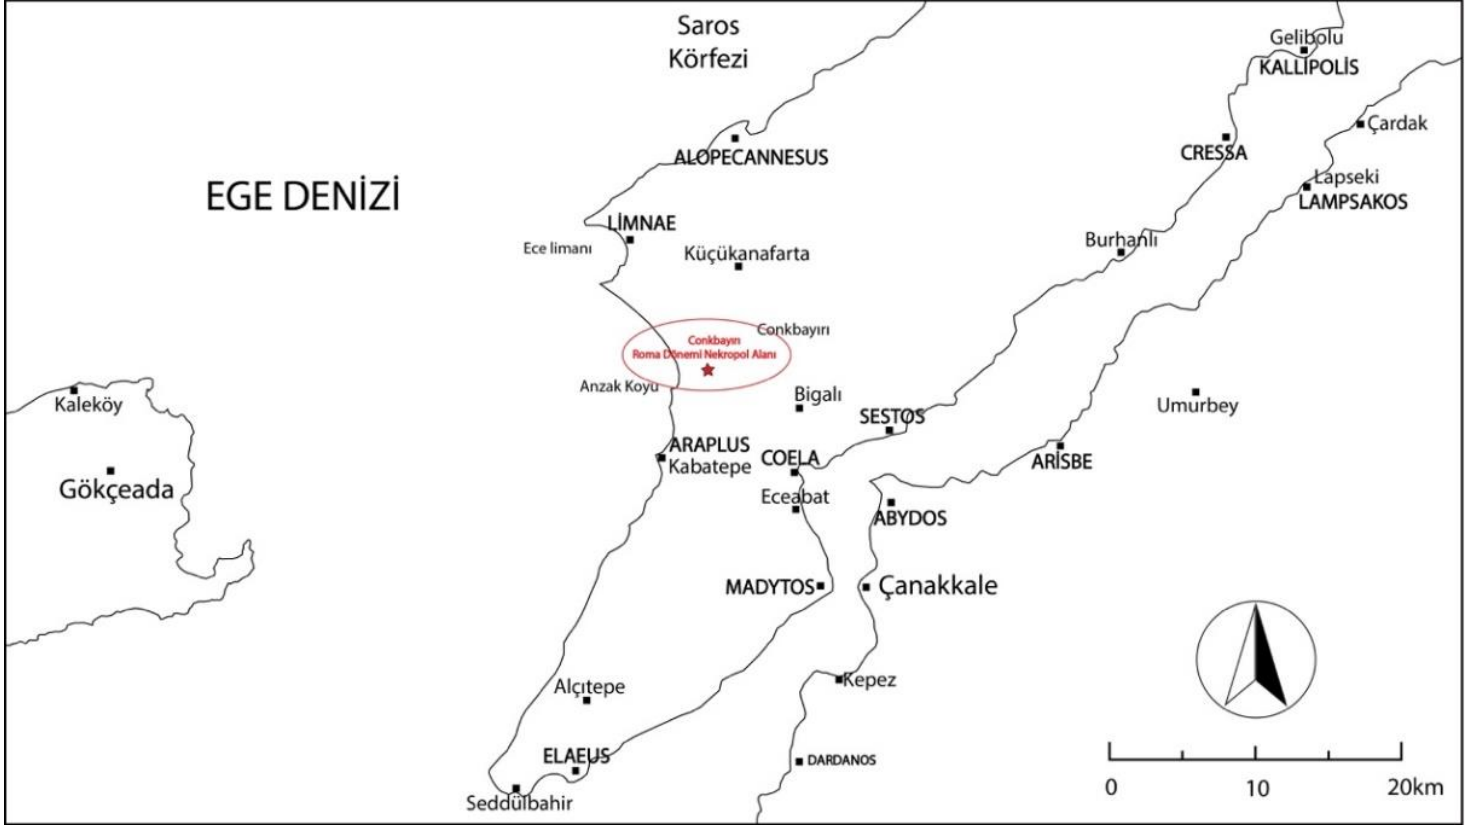 Saros
Körfezi
Gelibolu
KALLİPOLİS
Çardak
ALOPECANNESUS
CRESSA
Lapseki
LAMPSAKOS
EGE DENİZİ
LİMNAE
Ece limanı
Küçükanafarta
Burhanlı
Conkbayırı
Conkbayırı
Roma Dönemi Nekropol Alanı
Anzak Koyu
Bigalı
Kaleköy
Umurbey
SESTOS
ARAPLUS
Kabatepe
COELA
ARİSBE
Gökçeada
Eceabat
ABYDOS
MADYTOS
Çanakkale
Alçıtepe
Kepez
ELAEUS
DARDANOS
Seddülbahir
0 10 20km